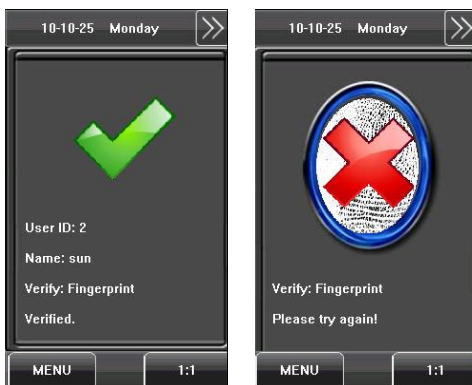 10-10-25 Monday
User ID: 2
Name: sun
Verify: Fingerprint
Verified.
MENU
1:1
10-10-25 Monday
Verify: Fingerprint
Please try again!
MENU
1:1